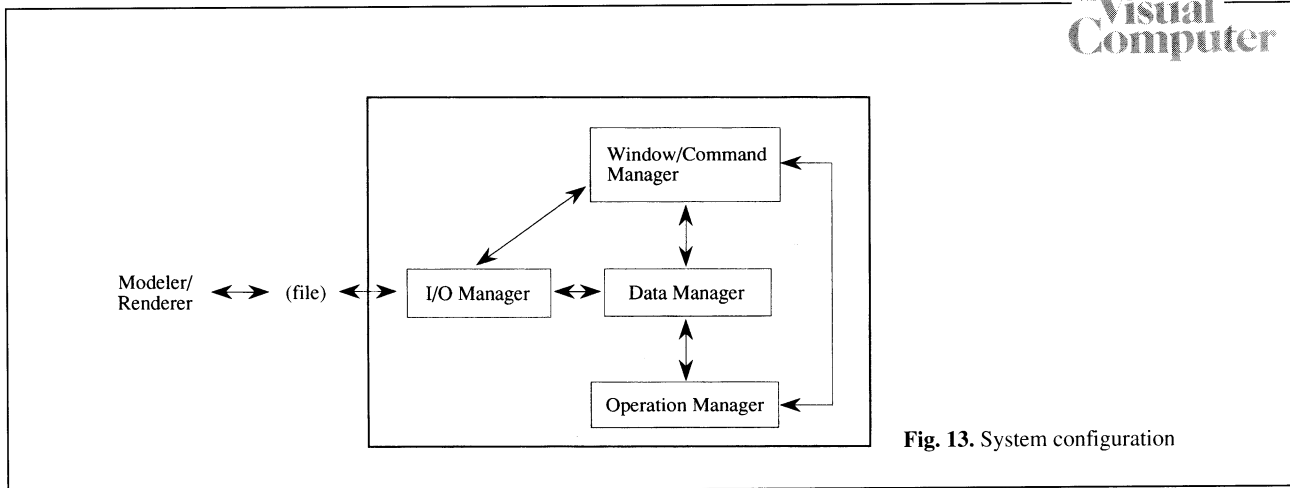 Visual
Computer
Window/Command
Manager
Modeler/
Renderer
(file)
I/O Manager
Data Manager
Operation Manager
Fig. 13. System configuration